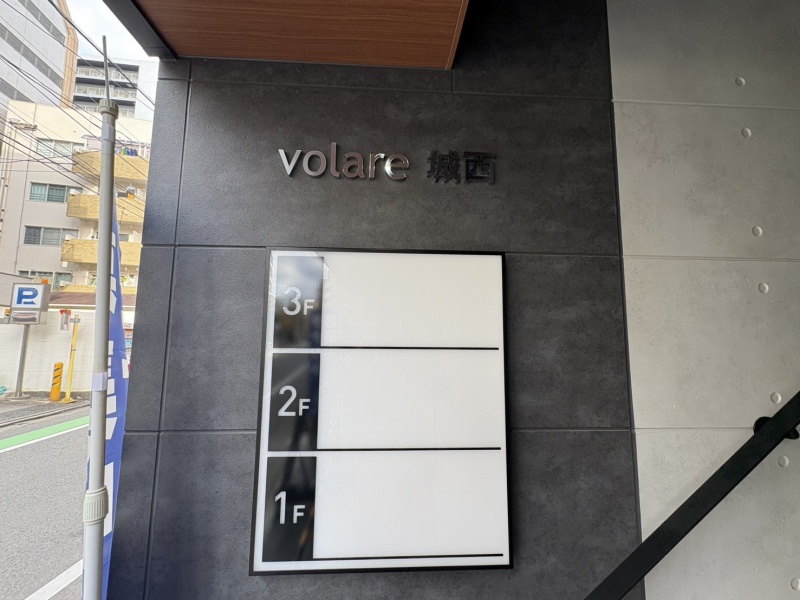 volare 城西
3F
2F
1F
P